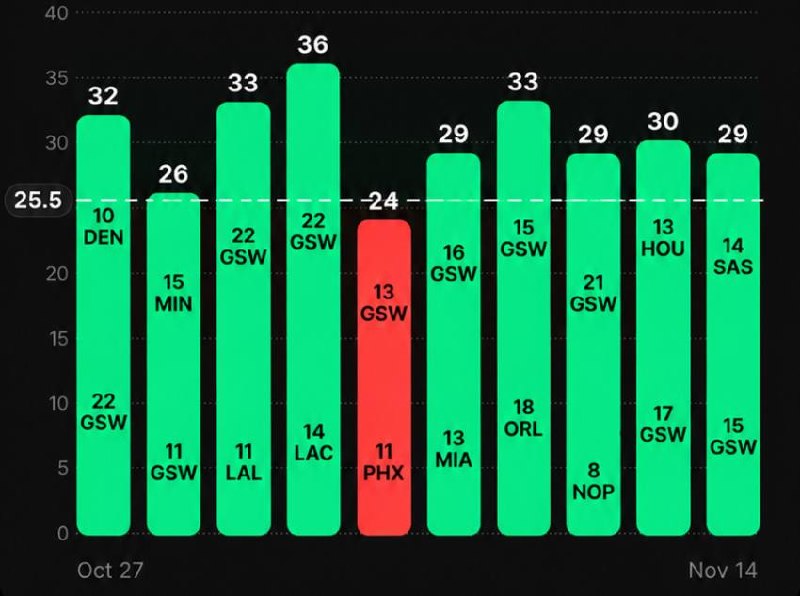 40
35
30
25.5
20
15
10
5
0
32
10
DEN
22
GSW
26
15
MIN
11
GSW
33
22
GSW
11
LAL
36
22
GSW
14
LAC
24
13
GSW
11
PHX
29
16
GSW
13
MIA
33
15
GSW
18
ORL
29
21
GSW
8
NOP
30
13
HOU
17
GSW
29
14
SAS
15
GSW
Oct 27
Nov 14